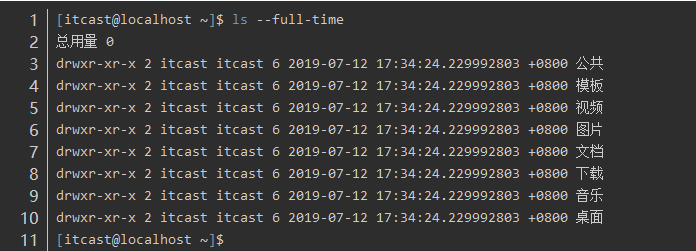 1 [itcast@localhost ~]$ ls --full-time
2 总用量 0
3 drwxr-xr-x 2 itcast itcast 6 2019-07-12 17:34:24.229992803 +0800 公共
4 drwxr-xr-x 2 itcast itcast 6 2019-07-12 17:34:24.229992803 +0800 模板
5 drwxr-xr-x 2 itcast itcast 6 2019-07-12 17:34:24.229992803 +0800 视频
6 drwxr-xr-x 2 itcast itcast 6 2019-07-12 17:34:24.229992803 +0800 图片
7 drwxr-xr-x 2 itcast itcast 6 2019-07-12 17:34:24.229992803 +0800 文档
8 drwxr-xr-x 2 itcast itcast 6 2019-07-12 17:34:24.229992803 +0800 下载
9 drwxr-xr-x 2 itcast itcast 6 2019-07-12 17:34:24.229992803 +0800 音乐
10 drwxr-xr-x 2 itcast itcast 6 2019-07-12 17:34:24.229992803 +0800 桌面
11 [itcast@localhost ~]$